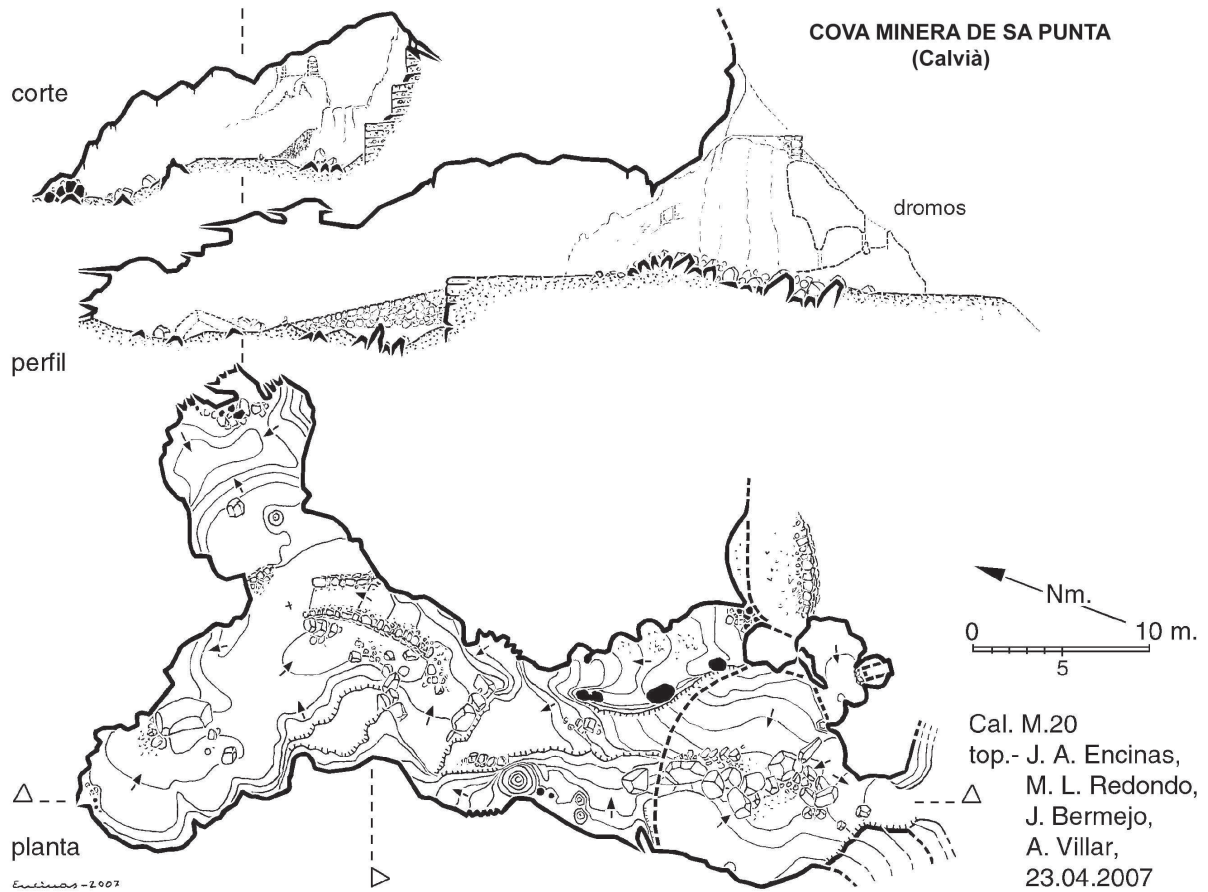 COVA MINERA DE SA PUNTA
(Calvià)
corte
dromos
perfil
Nm.
0 10 m.
5
Cal. M.20
top.- J. A. Encinas,
M. L. Redondo,
J. Bermejo,
A. Villar,
23.04.2007
planta
Encinas-2007